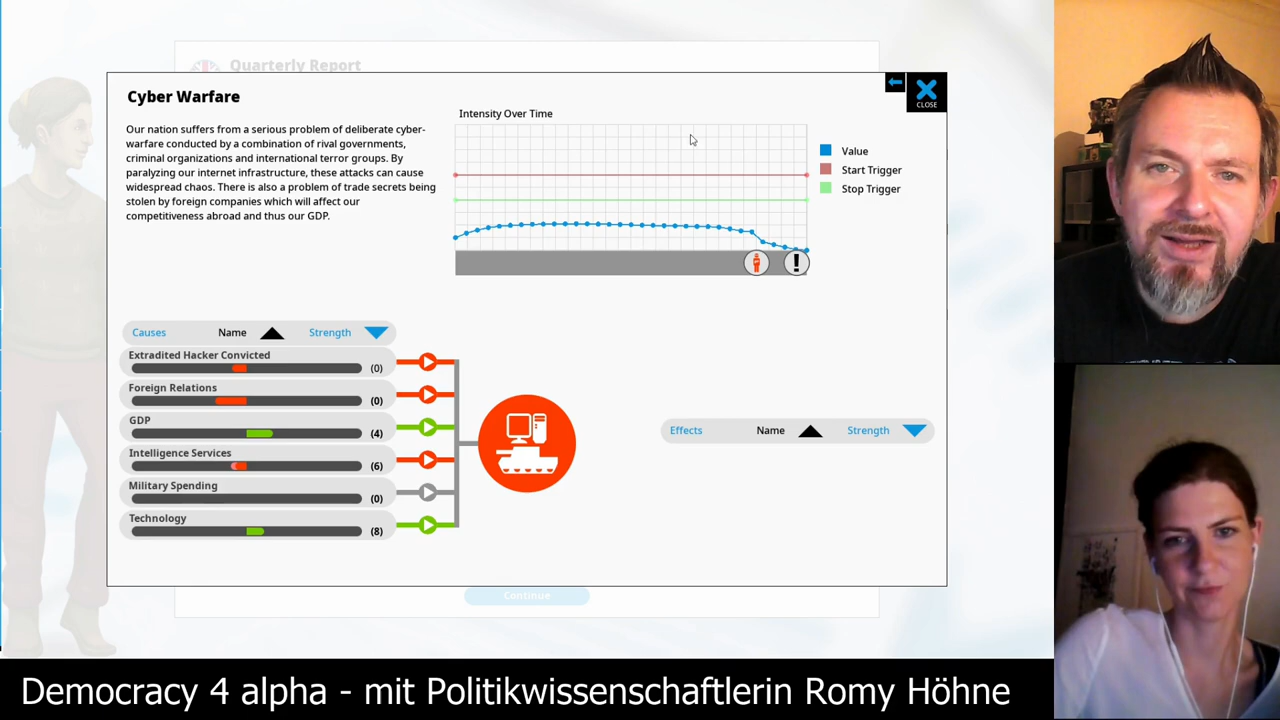 Quarterly Report
Cyber Warfare
CLOSE
Our nation suffers from a serious problem of deliberate cyber-
warfare conducted by a combination of rival governments,
criminal organizations and international terror groups. By
paralyzing our internet infrastructure, these attacks can cause
widespread chaos. There is also a problem of trade secrets being
stolen by foreign companies which will affect our
competitiveness abroad and thus our GDP.
Intensity Over Time
Value
Start Trigger
Stop Trigger
!
Causes Name Strength
Extradited Hacker Convicted
(0)
Foreign Relations
(0)
GDP
(4)
Intelligence Services
(6)
Military Spending
(0)
Technology
(8)
Effects Name Strength
Continue
Democracy 4 alpha - mit Politikwissenschaftlerin Romy Höhne